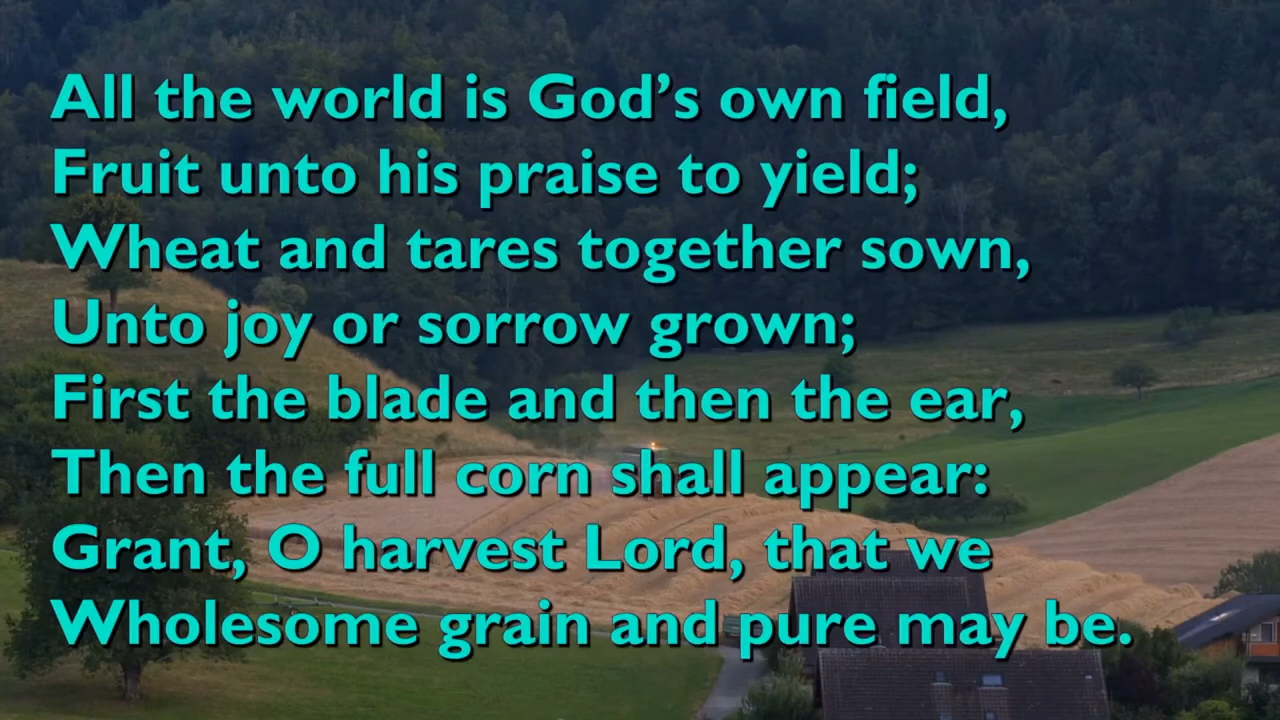 All the world is God’s own field,
Fruit unto his praise to yield;
Wheat and tares together sown,
Unto joy or sorrow grown;
First the blade and then the ear,
Then the full corn shall appear:
Grant, O harvest Lord, that we
Wholesome grain and pure may be.